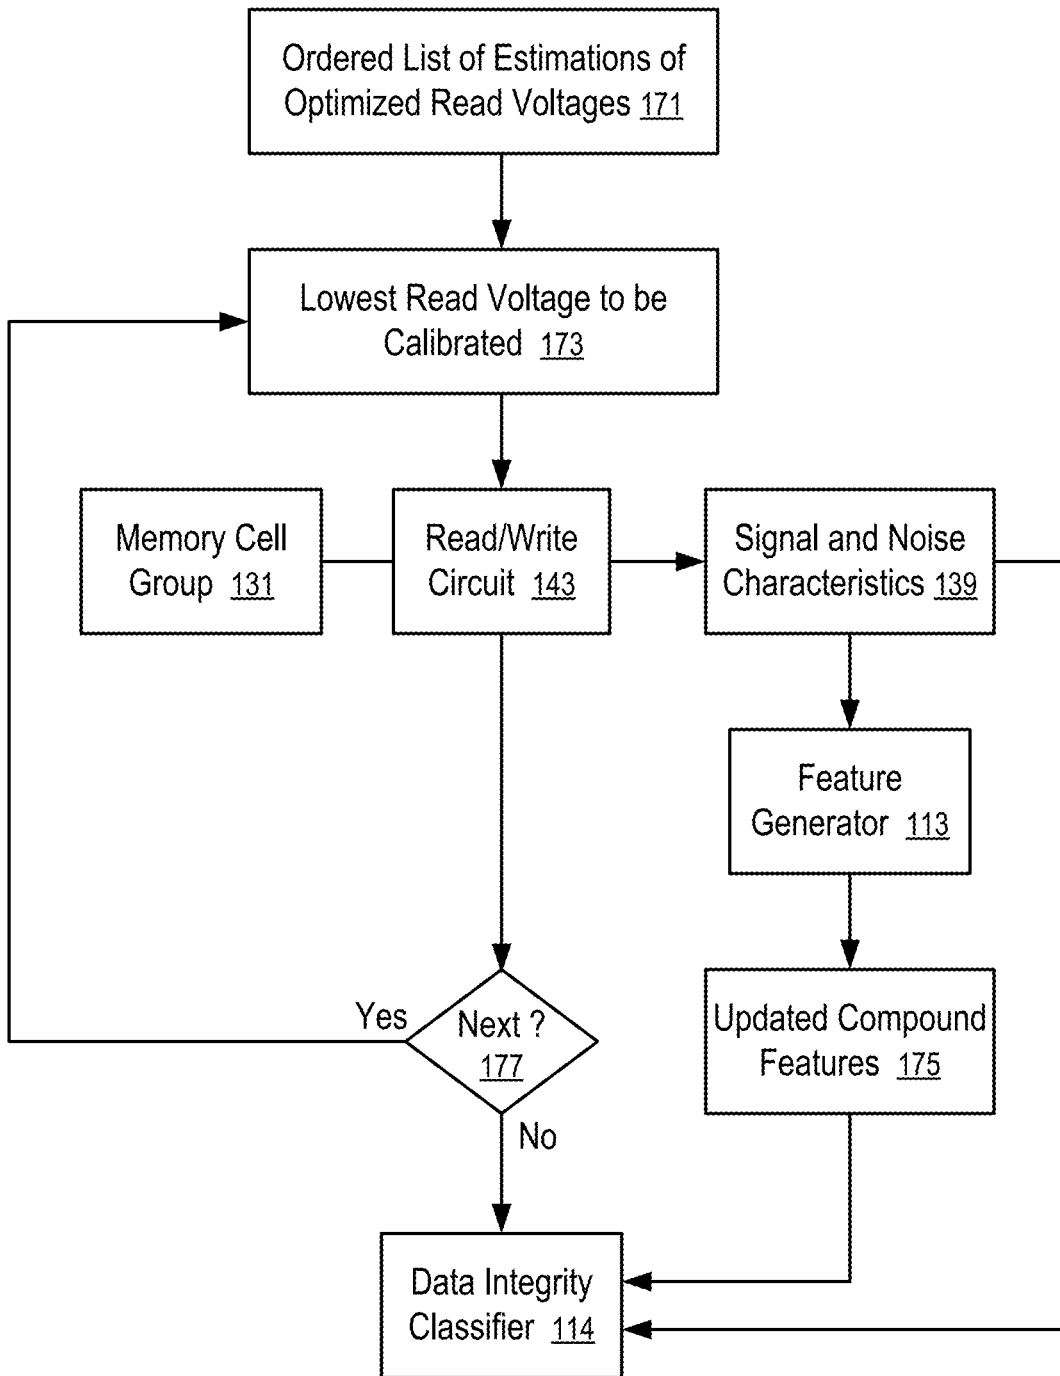 Ordered List of Estimations of
Optimized Read Voltages 171
Lowest Read Voltage to be
Calibrated 173
Memory Cell
Group 131
Read/Write
Circuit 143
Signal and Noise
Characteristics 139
Feature
Generator 113
Yes
Next ?
177
Updated Compound
Features 175
No
Data Integrity
Classifier 114